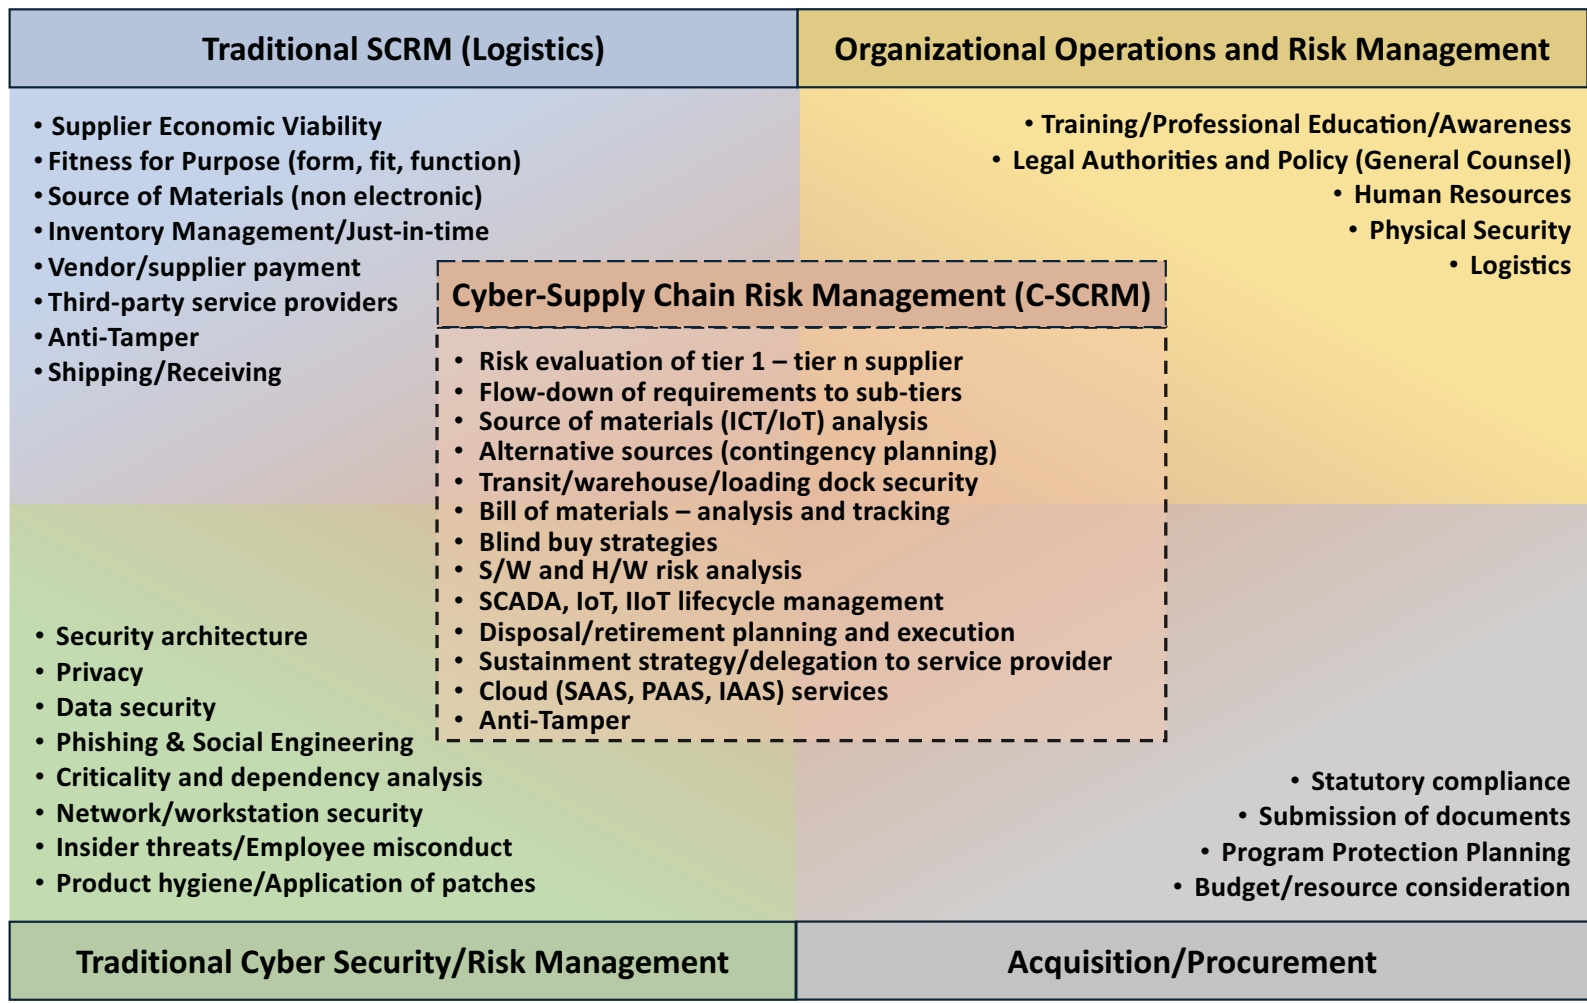 Traditional SCRM (Logistics)
• Supplier Economic Viability
• Fitness for Purpose (form, fit, function)
• Source of Materials (non electronic)
• Inventory Management/Just-in-time
• Vendor/supplier payment
• Third-party service providers
• Anti-Tamper
• Shipping/Receiving
Organizational Operations and Risk Management
• Training/Professional Education/Awareness
• Legal Authorities and Policy (General Counsel)
• Human Resources
• Physical Security
• Logistics
Cyber-Supply Chain Risk Management (C-SCRM)
• Risk evaluation of tier 1 – tier n supplier
• Flow-down of requirements to sub-tiers
• Source of materials (ICT/IoT) analysis
• Alternative sources (contingency planning)
• Transit/warehouse/loading dock security
• Bill of materials – analysis and tracking
• Blind buy strategies
• S/W and H/W risk analysis
• SCADA, IoT, IIoT lifecycle management
• Disposal/retirement planning and execution
• Sustainment strategy/delegation to service provider
• Cloud (SAAS, PAAS, IAAS) services
• Anti-Tamper
• Security architecture
• Privacy
• Data security
• Phishing & Social Engineering
• Criticality and dependency analysis
• Network/workstation security
• Insider threats/Employee misconduct
• Product hygiene/Application of patches
Traditional Cyber Security/Risk Management
• Statutory compliance
• Submission of documents
• Program Protection Planning
• Budget/resource consideration
Acquisition/Procurement